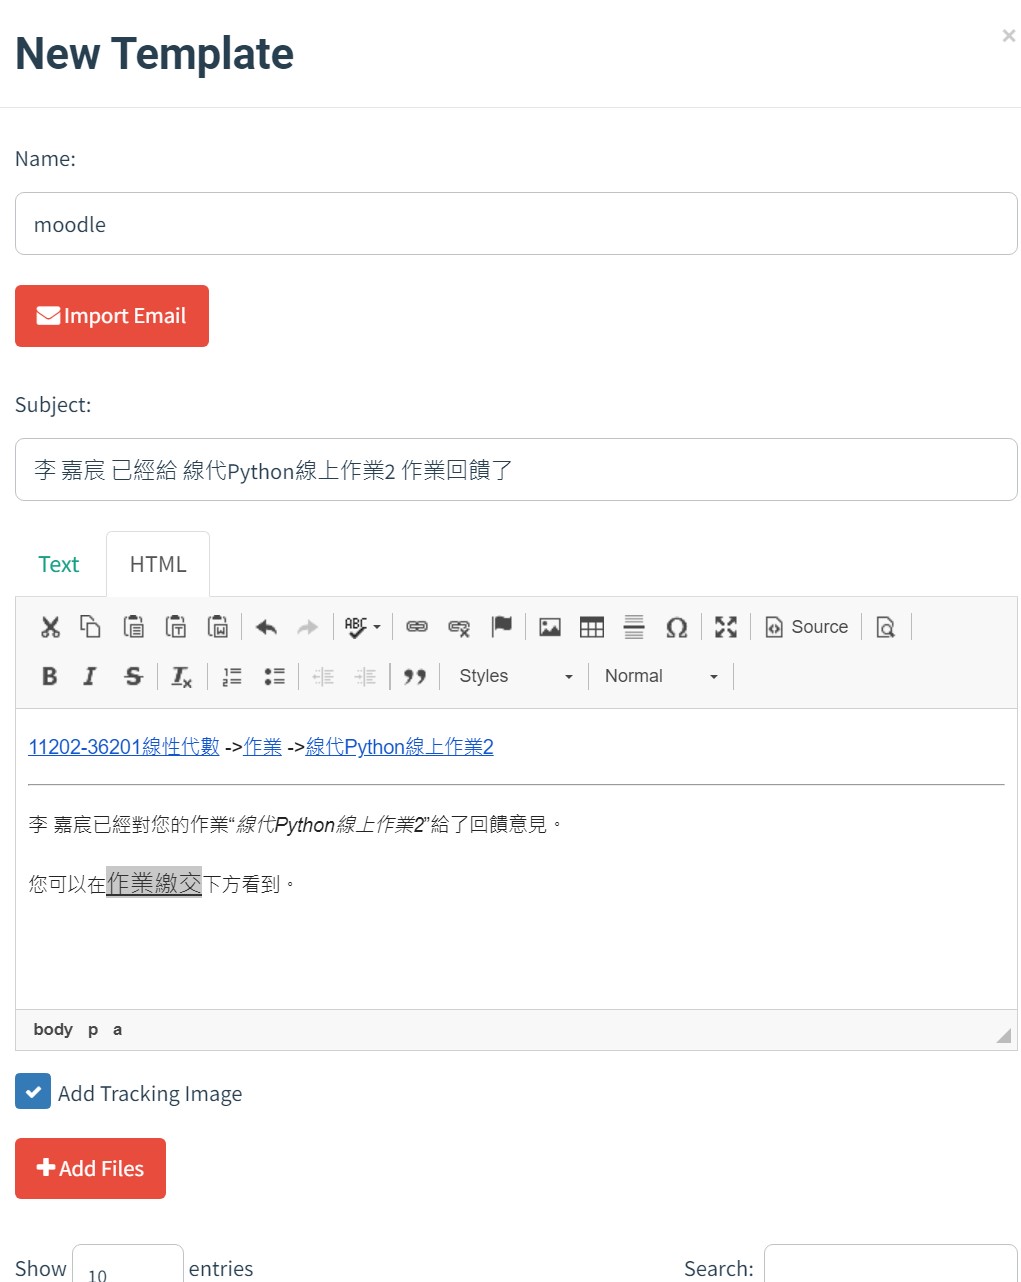 New Template
×
Name:
moodle
Import Email
Subject:
李 嘉宸 已經給 線代Python線上作業2 作業回饋了
Text HTML
ABC Source
B I S Tx Styles Normal
11202-36201線性代數 ->作業 ->線代Python線上作業2
李 嘉宸已經對您的作業“線代Python線上作業2”給了回饋意見。
您可以在作業繳交下方看到。
body p a
Add Tracking Image
Add Files
Show 10 entries Search: